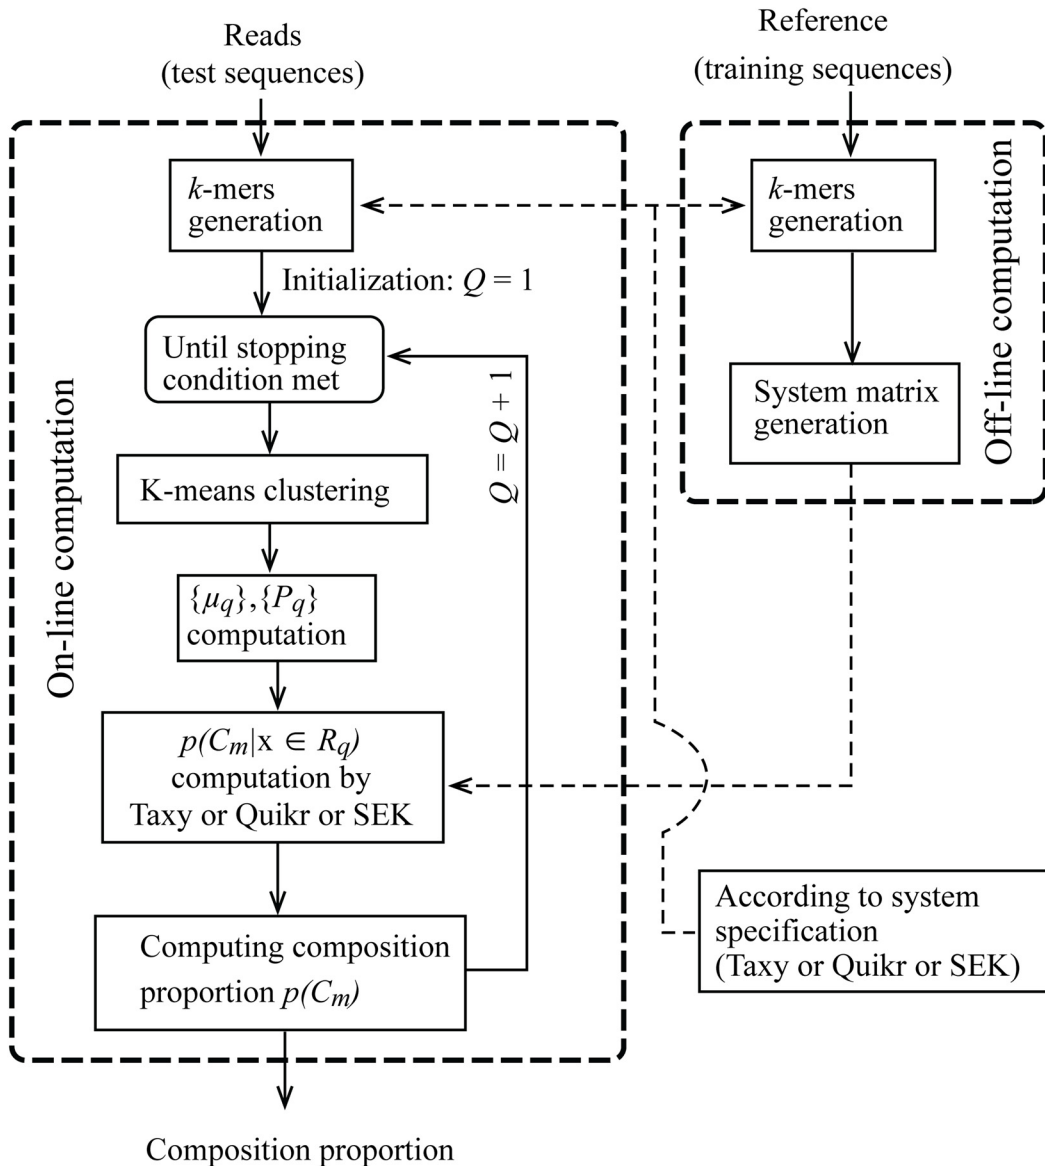 Reads
(test sequences)
Reference
(training sequences)
k-mers
generation
Initialization: Q = 1
Until stopping
condition met
K-means clustering
{μq},{Pq}
computation
p(Cm|x ∈ Rq)
computation by
Taxy or Quikr or SEK
Computing composition
proportion p(Cm)
Q = Q + 1
On-line computation
Composition proportion
k-mers
generation
System matrix
generation
Off-line computation
According to system
specification
(Taxy or Quikr or SEK)